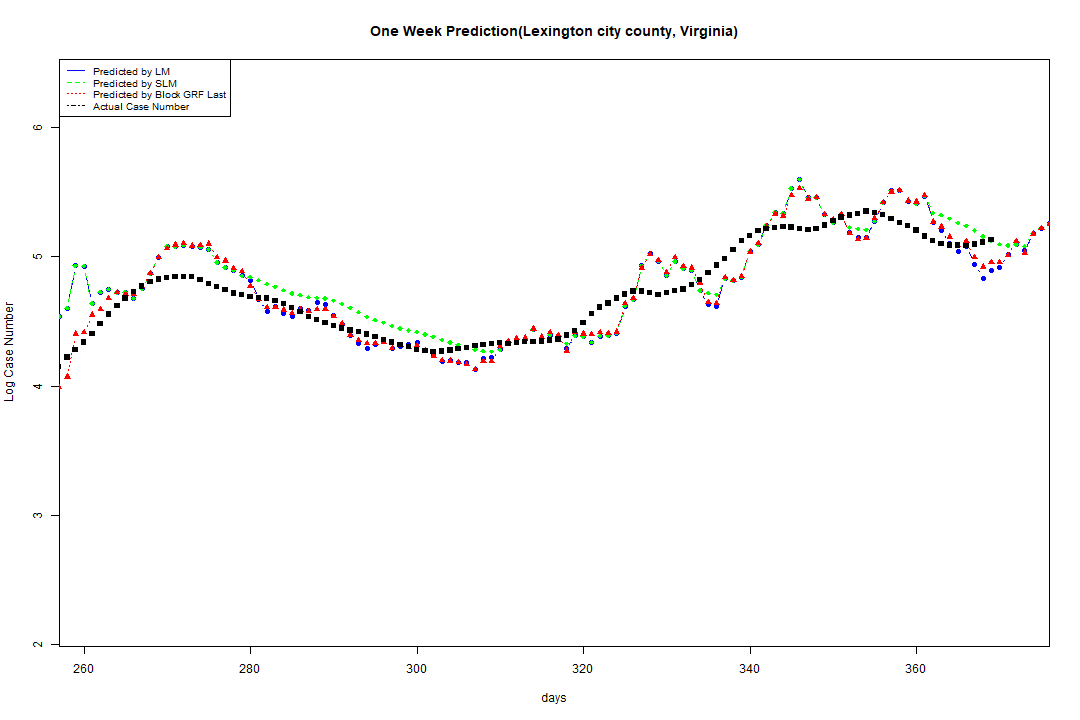 One Week Prediction(Lexington city county, Virginia)
Predicted by LM
Predicted by SLM
Predicted by Block GRF Last
Actual Case Number
6
5
4
3
2
Log Case Number
260 280 300 320 340 360
days